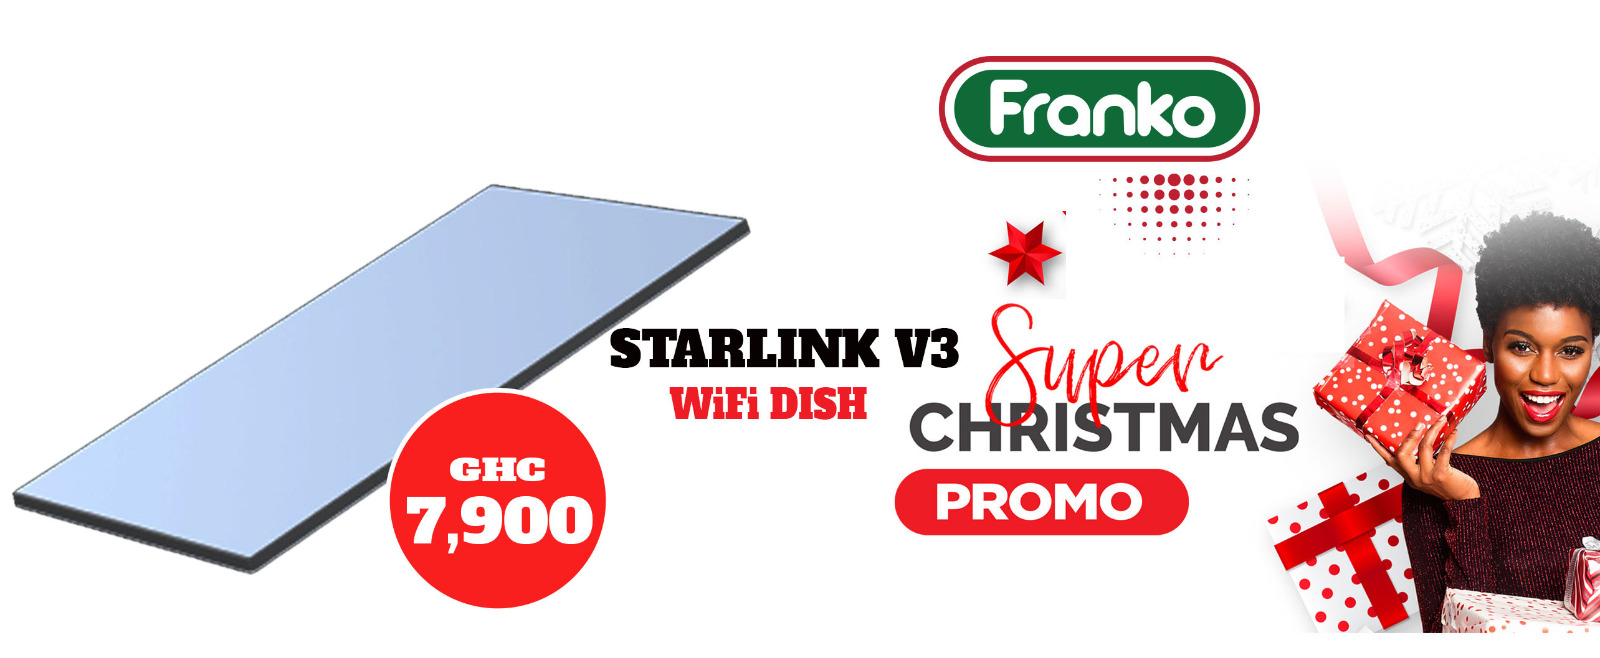 Franko
STARLINK V3
WiFi DISH
GHC
7,900
Super
CHRISTMAS
PROMO